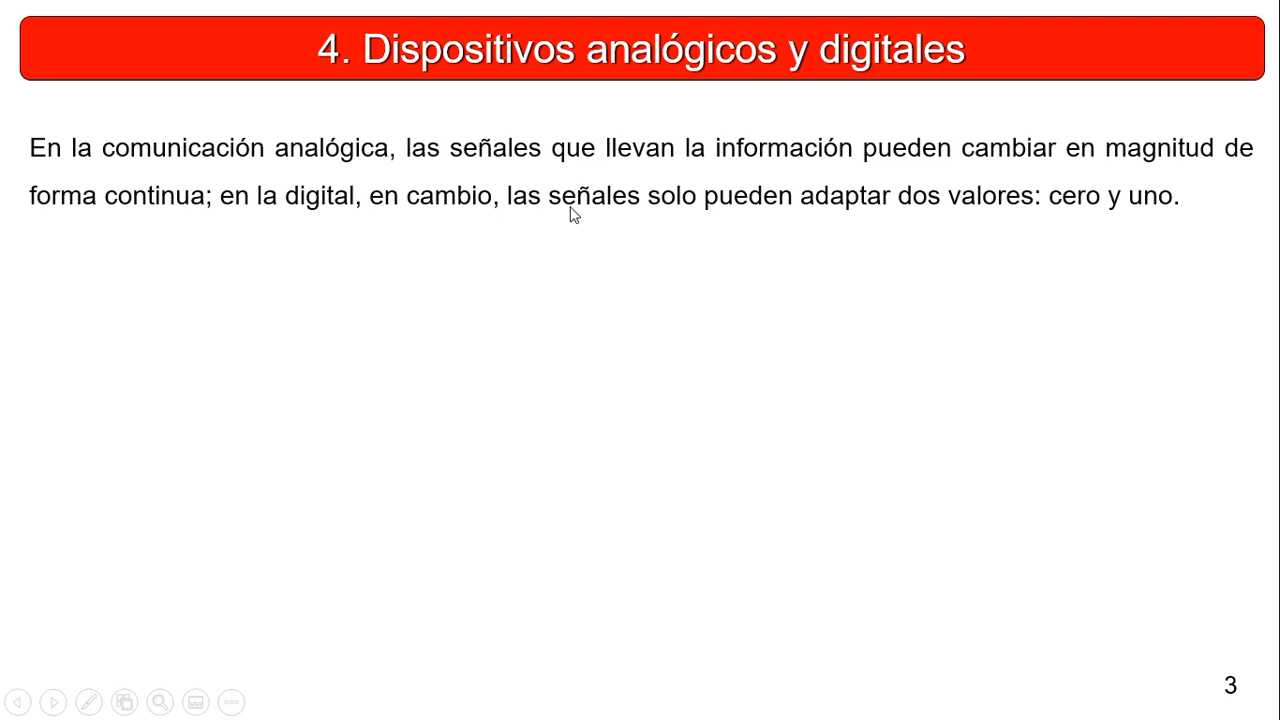 4. Dispositivos analógicos y digitales
En la comunicación analógica, las señales que llevan la información pueden cambiar en magnitud de
forma continua; en la digital, en cambio, las señales solo pueden adaptar dos valores: cero y uno.
3